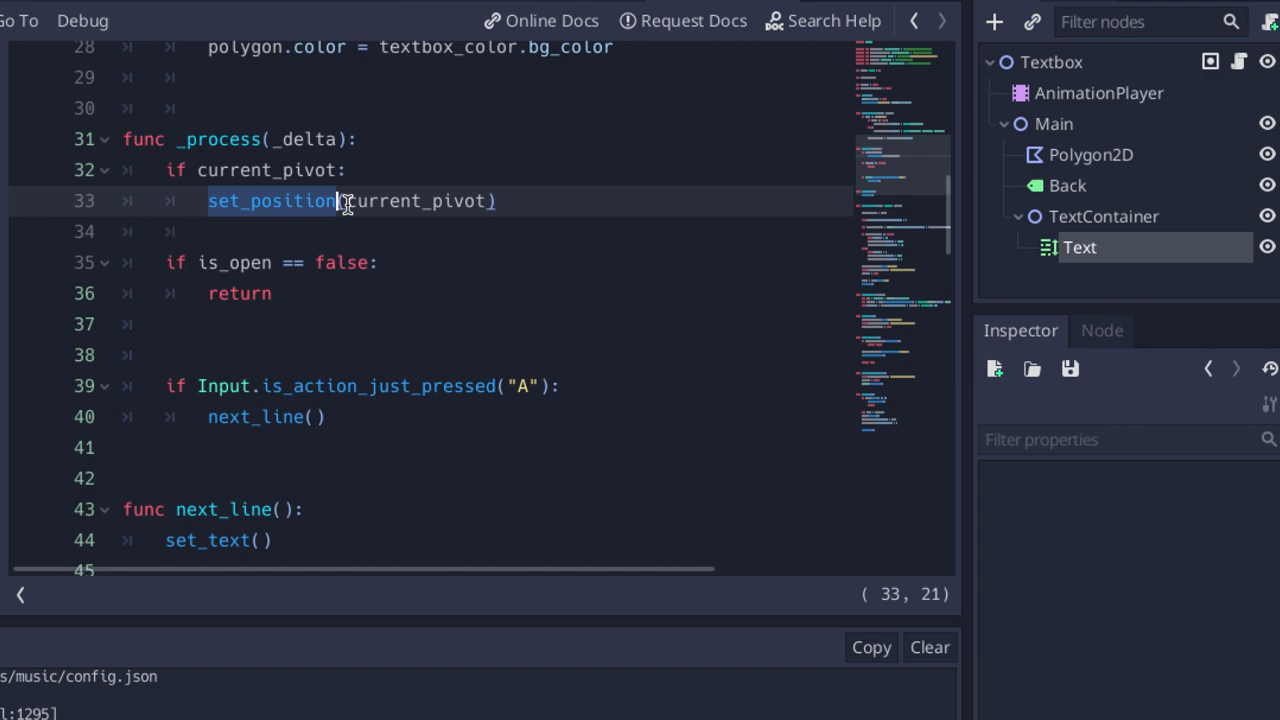 Go To Debug Online Docs Request Docs Search Help
28 polygon.color = textbox_color.bg_color
29
30
31 func _process(_delta):
32 if current_pivot:
33 set_position(current_pivot)
34
35 if is_open == false:
36 return
37
38
39 if Input.is_action_just_pressed("A"):
40 next_line()
41
42
43 func next_line():
44 set_text()
45
( 33, 21)
Copy Clear
s/music/config.json
l:1295]
Filter nodes
Textbox
AnimationPlayer
Main
Polygon2D
Back
TextContainer
Text
Inspector Node
Filter properties